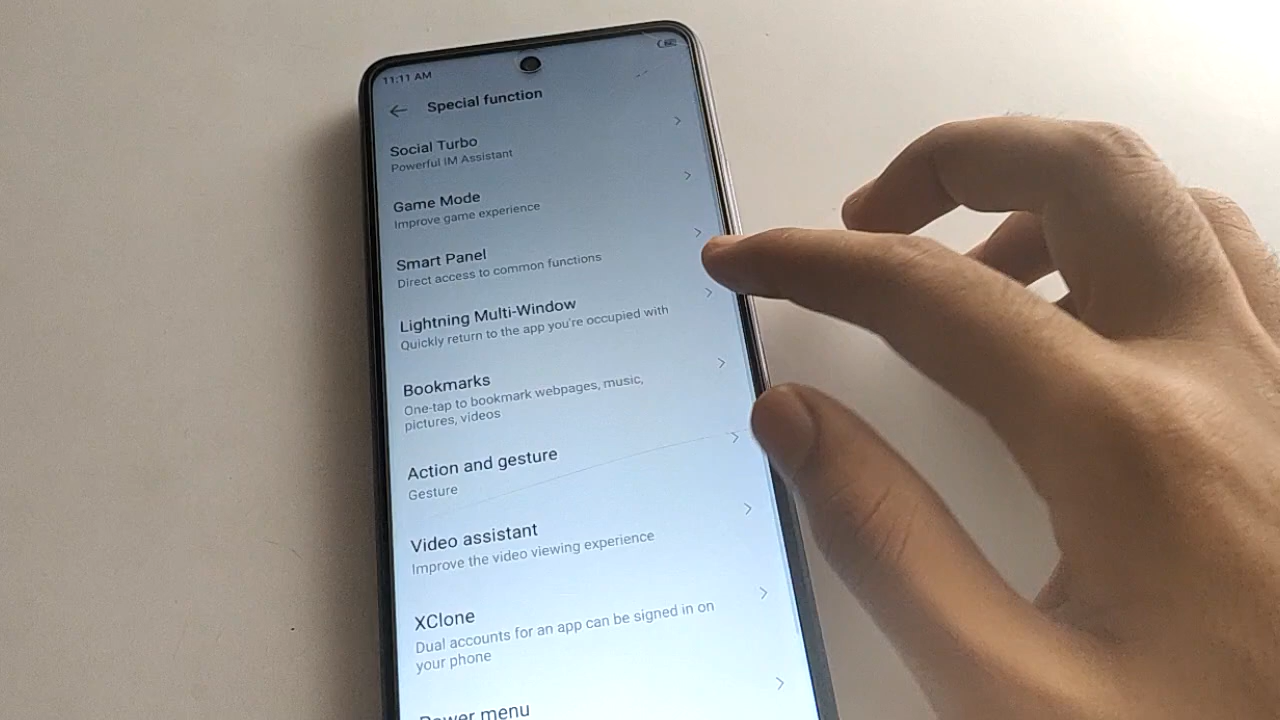 11:11 AM
Special function
Social Turbo
Powerful IM Assistant
Game Mode
Improve game experience
Smart Panel
Direct access to common functions
Lightning Multi-Window
Quickly return to the app you're occupied with
Bookmarks
One-tap to bookmark webpages, music,
pictures, videos
Action and gesture
Gesture
Video assistant
Improve the video viewing experience
XClone
Dual accounts for an app can be signed in on
your phone
Power menu